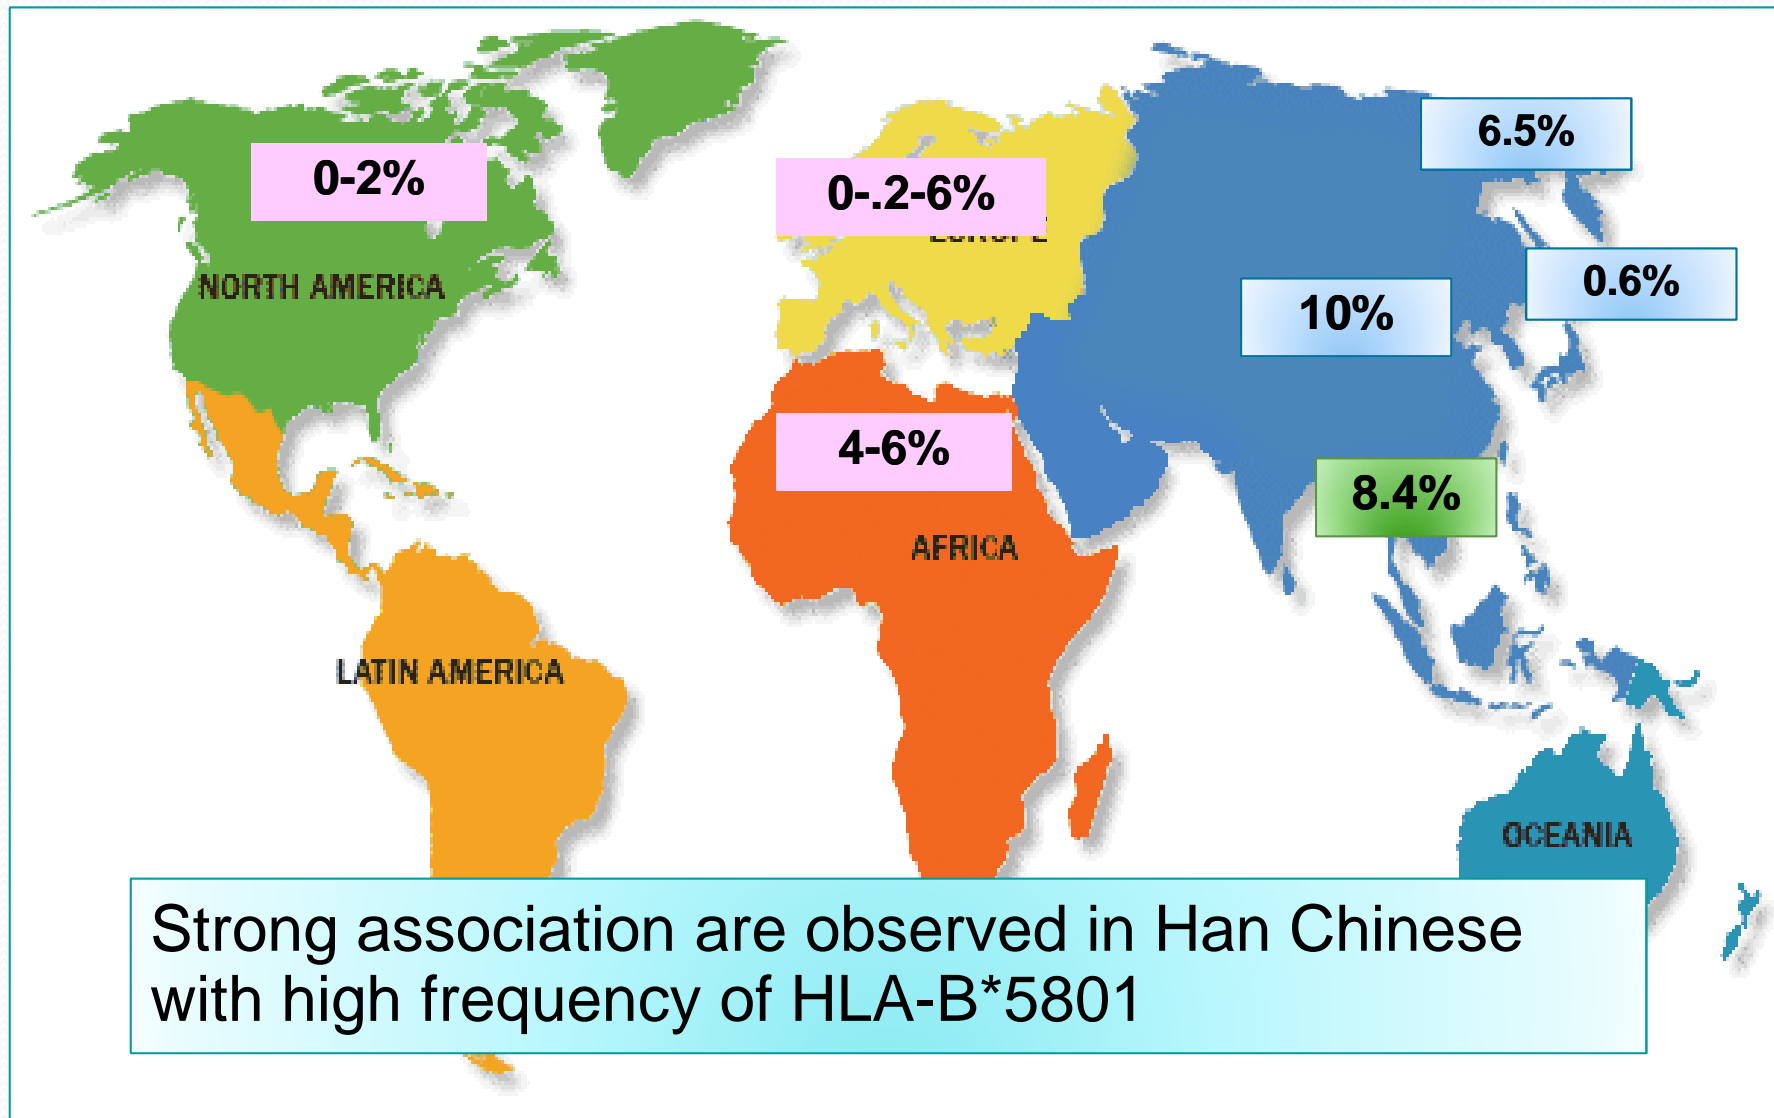 6.5%
0-2%
0-.2-6%
EUROPE
0.6%
NORTH AMERICA
10%
4-6%
8.4%
AFRICA
LATIN AMERICA
OCEANIA
Strong association are observed in Han Chinese
with high frequency of HLA-B*5801